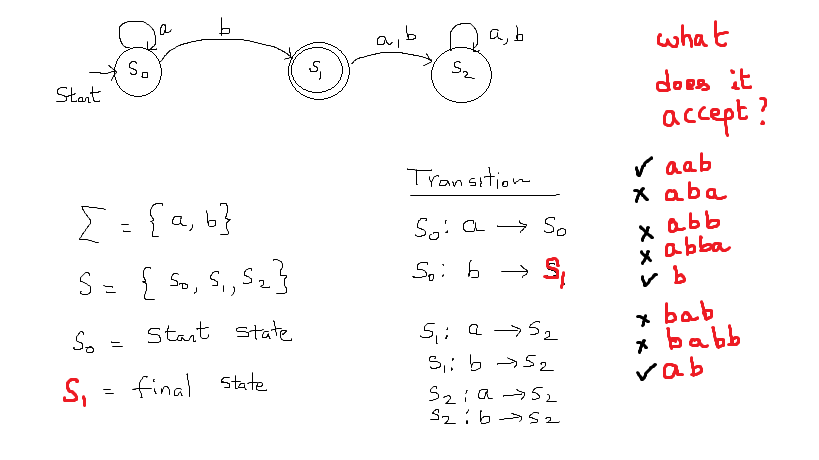 a
b
a, b
a, b
S₀
S₁
S₂
Start
what
does it
accept?
✓ aab
x aba
x abb
x abba
✓ b
x bab
x babb
✓ ab
Σ = { a, b }
S = { s₀, s₁, s₂ }
S₀ = start state
S₁ = final state
Transition
S₀: a → S₀
S₀: b → S₁
S₁: a → S₂
S₁: b → S₂
S₂: a → S₂
S₂: b → S₂